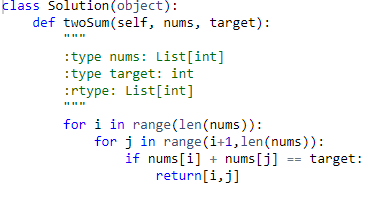 class Solution(object):
    def twoSum(self, nums, target):
        """
        :type nums: List[int]
        :type target: int
        :rtype: List[int]
        """
        for i in range(len(nums)):
            for j in range(i+1,len(nums)):
                if nums[i] + nums[j] == target:
                    return[i,j]